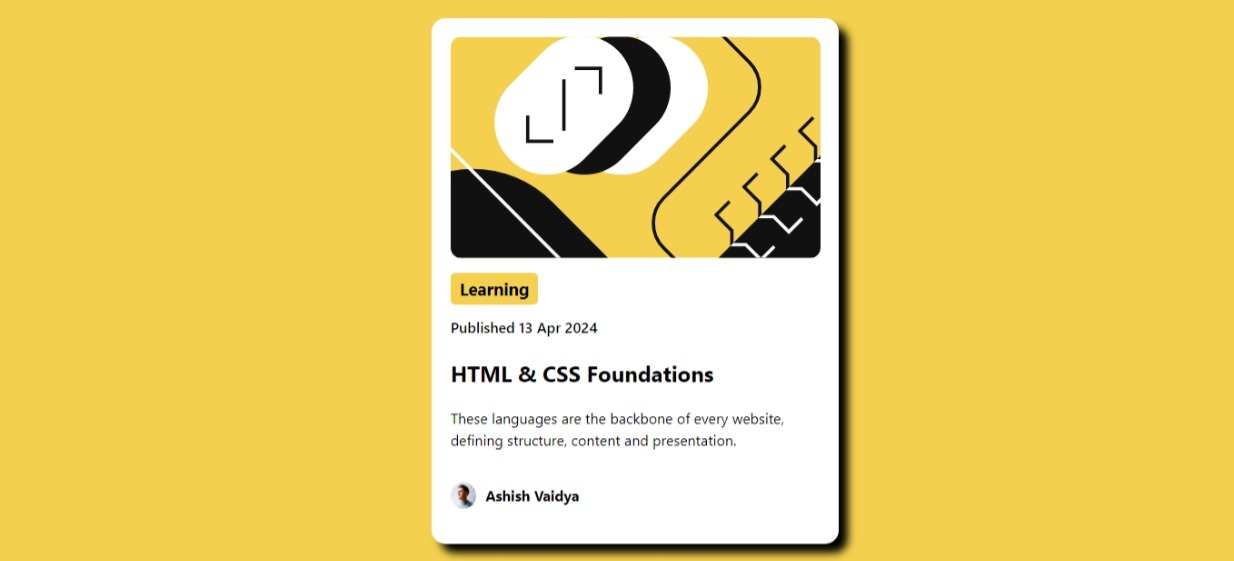 Learning
Published 13 Apr 2024
HTML & CSS Foundations
These languages are the backbone of every website,
defining structure, content and presentation.
Ashish Vaidya